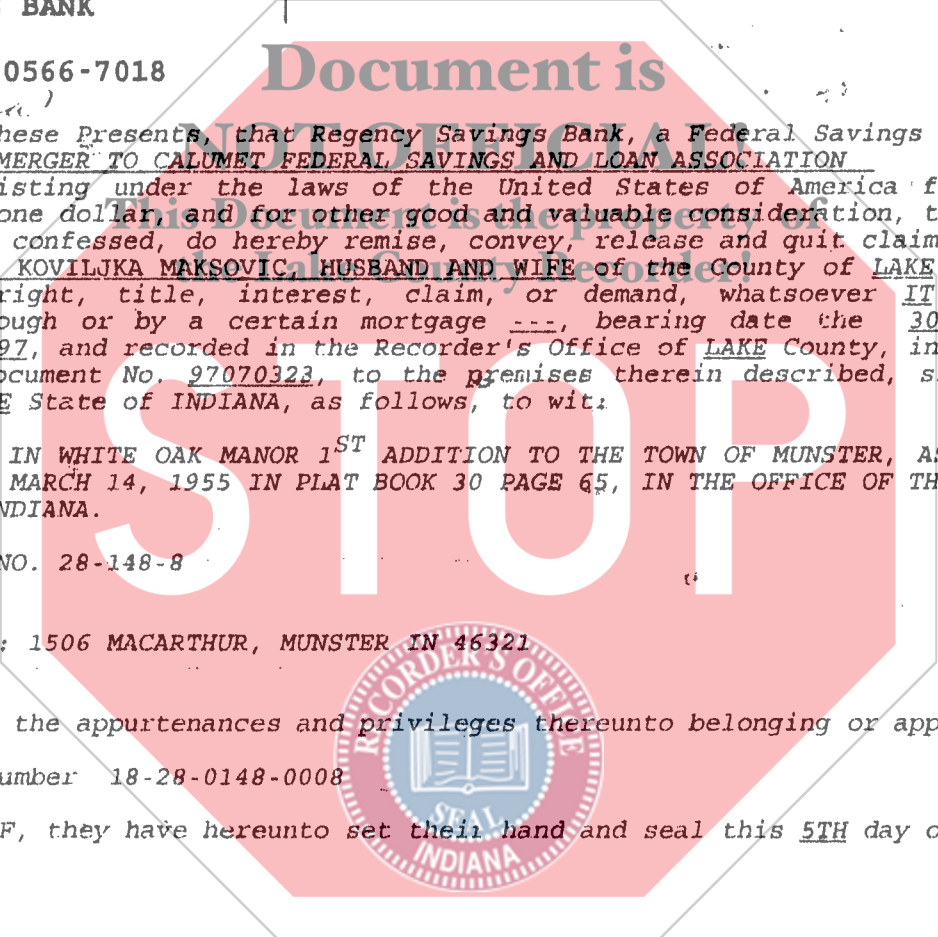 BANK
0566-7018
Document is
NOT OFFICIAL!
This Document is the property of
the Lake County Recorder!
hese Presents, that Regency Savings Bank, a Federal Savings
MERGER TO CALUMET FEDERAL SAVINGS AND LOAN ASSOCIATION
isting under the laws of the United States of America f
one dollar, and for other good and valuable consideration, t
confessed, do hereby remise, convey, release and quit claim
KOVILJKA MAKSOVIC, HUSBAND AND WIFE of the County of LAKE
right, title, interest, claim, or demand, whatsoever IT
ough or by a certain mortgage ---, bearing date the 30
97, and recorded in the Recorder's Office of LAKE County, in
ocument No. 97070323, to the premises therein described, s
E State of INDIANA, as follows, to wit:
IN WHITE OAK MANOR 1ST ADDITION TO THE TOWN OF MUNSTER, AS
MARCH 14, 1955 IN PLAT BOOK 30 PAGE 65, IN THE OFFICE OF TH
NDIANA.
NO. 28-148-8
STOP
: 1506 MACARTHUR, MUNSTER IN 46321
RECORDER'S OFFICE
the appurtenances and privileges thereunto belonging or app
umber 18-28-0148-0008
SEAL
F, they have hereunto set their hand and seal this 5TH day o
INDIANA